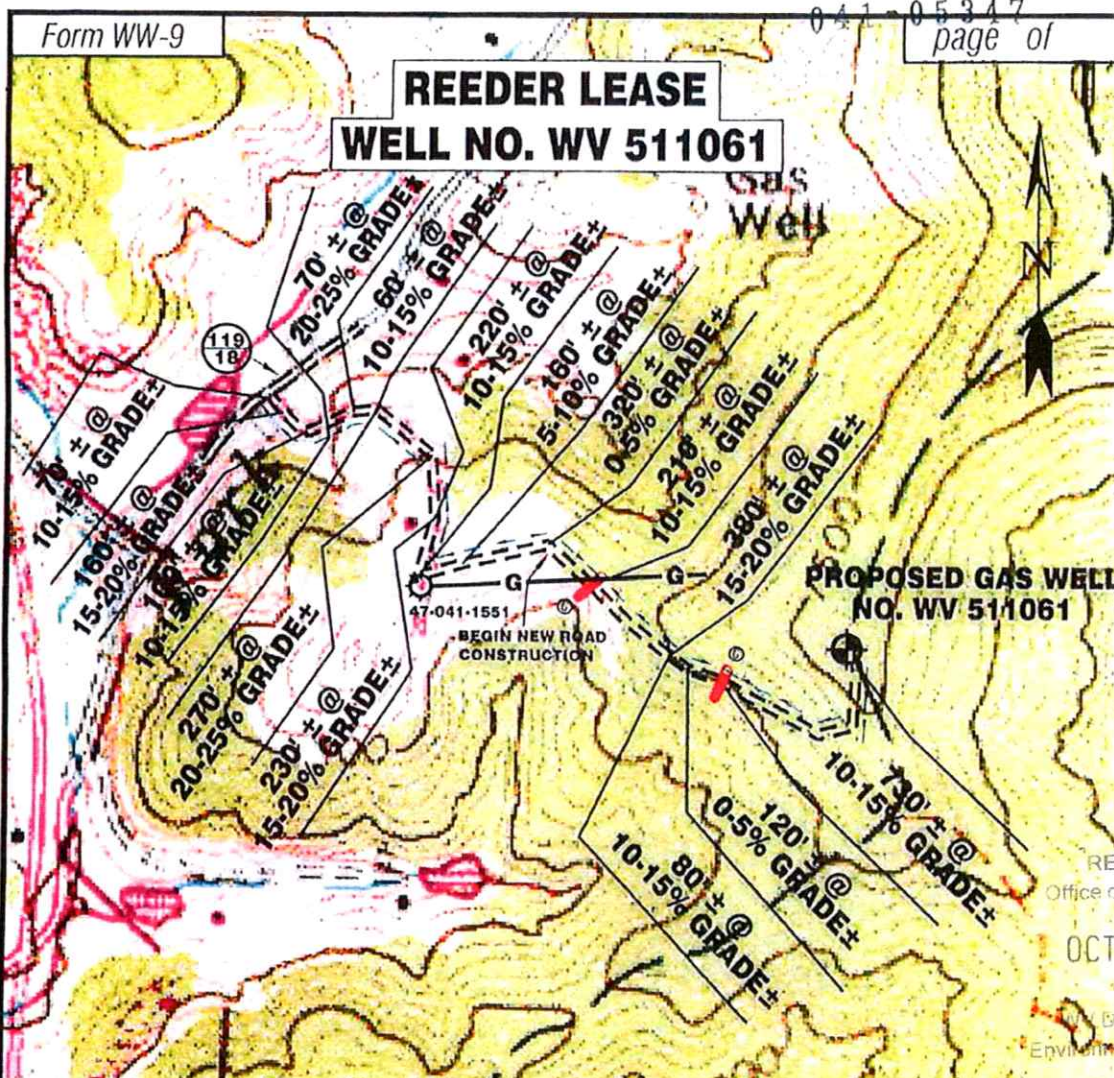 041-05347
Form WW-9
page of
REEDER LEASE
WELL NO. WV 511061
Gas
Well
N
70' ± @
20-25% GRADE±
60' ± @
10-15% GRADE±
220' ± @
10-15% GRADE±
160' ± @
5-10% GRADE±
320' ± @
0-5% GRADE±
210' ± @
10-15% GRADE±
380' ± @
15-20% GRADE±
119
18
70' ± @
10-15% GRADE±
160' ± @
15-20% GRADE±
10-15% GRADE±
270' ± @
20-25% GRADE±
230' ± @
15-20% GRADE±
G
G
47-041-1551
BEGIN NEW ROAD
CONSTRUCTION
PROPOSED GAS WELL
NO. WV 511061
730' ± @
10-15% GRADE±
120' ± @
0-5% GRADE±
80' ± @
10-15% GRADE±
RE
Office o
OCT
Environm